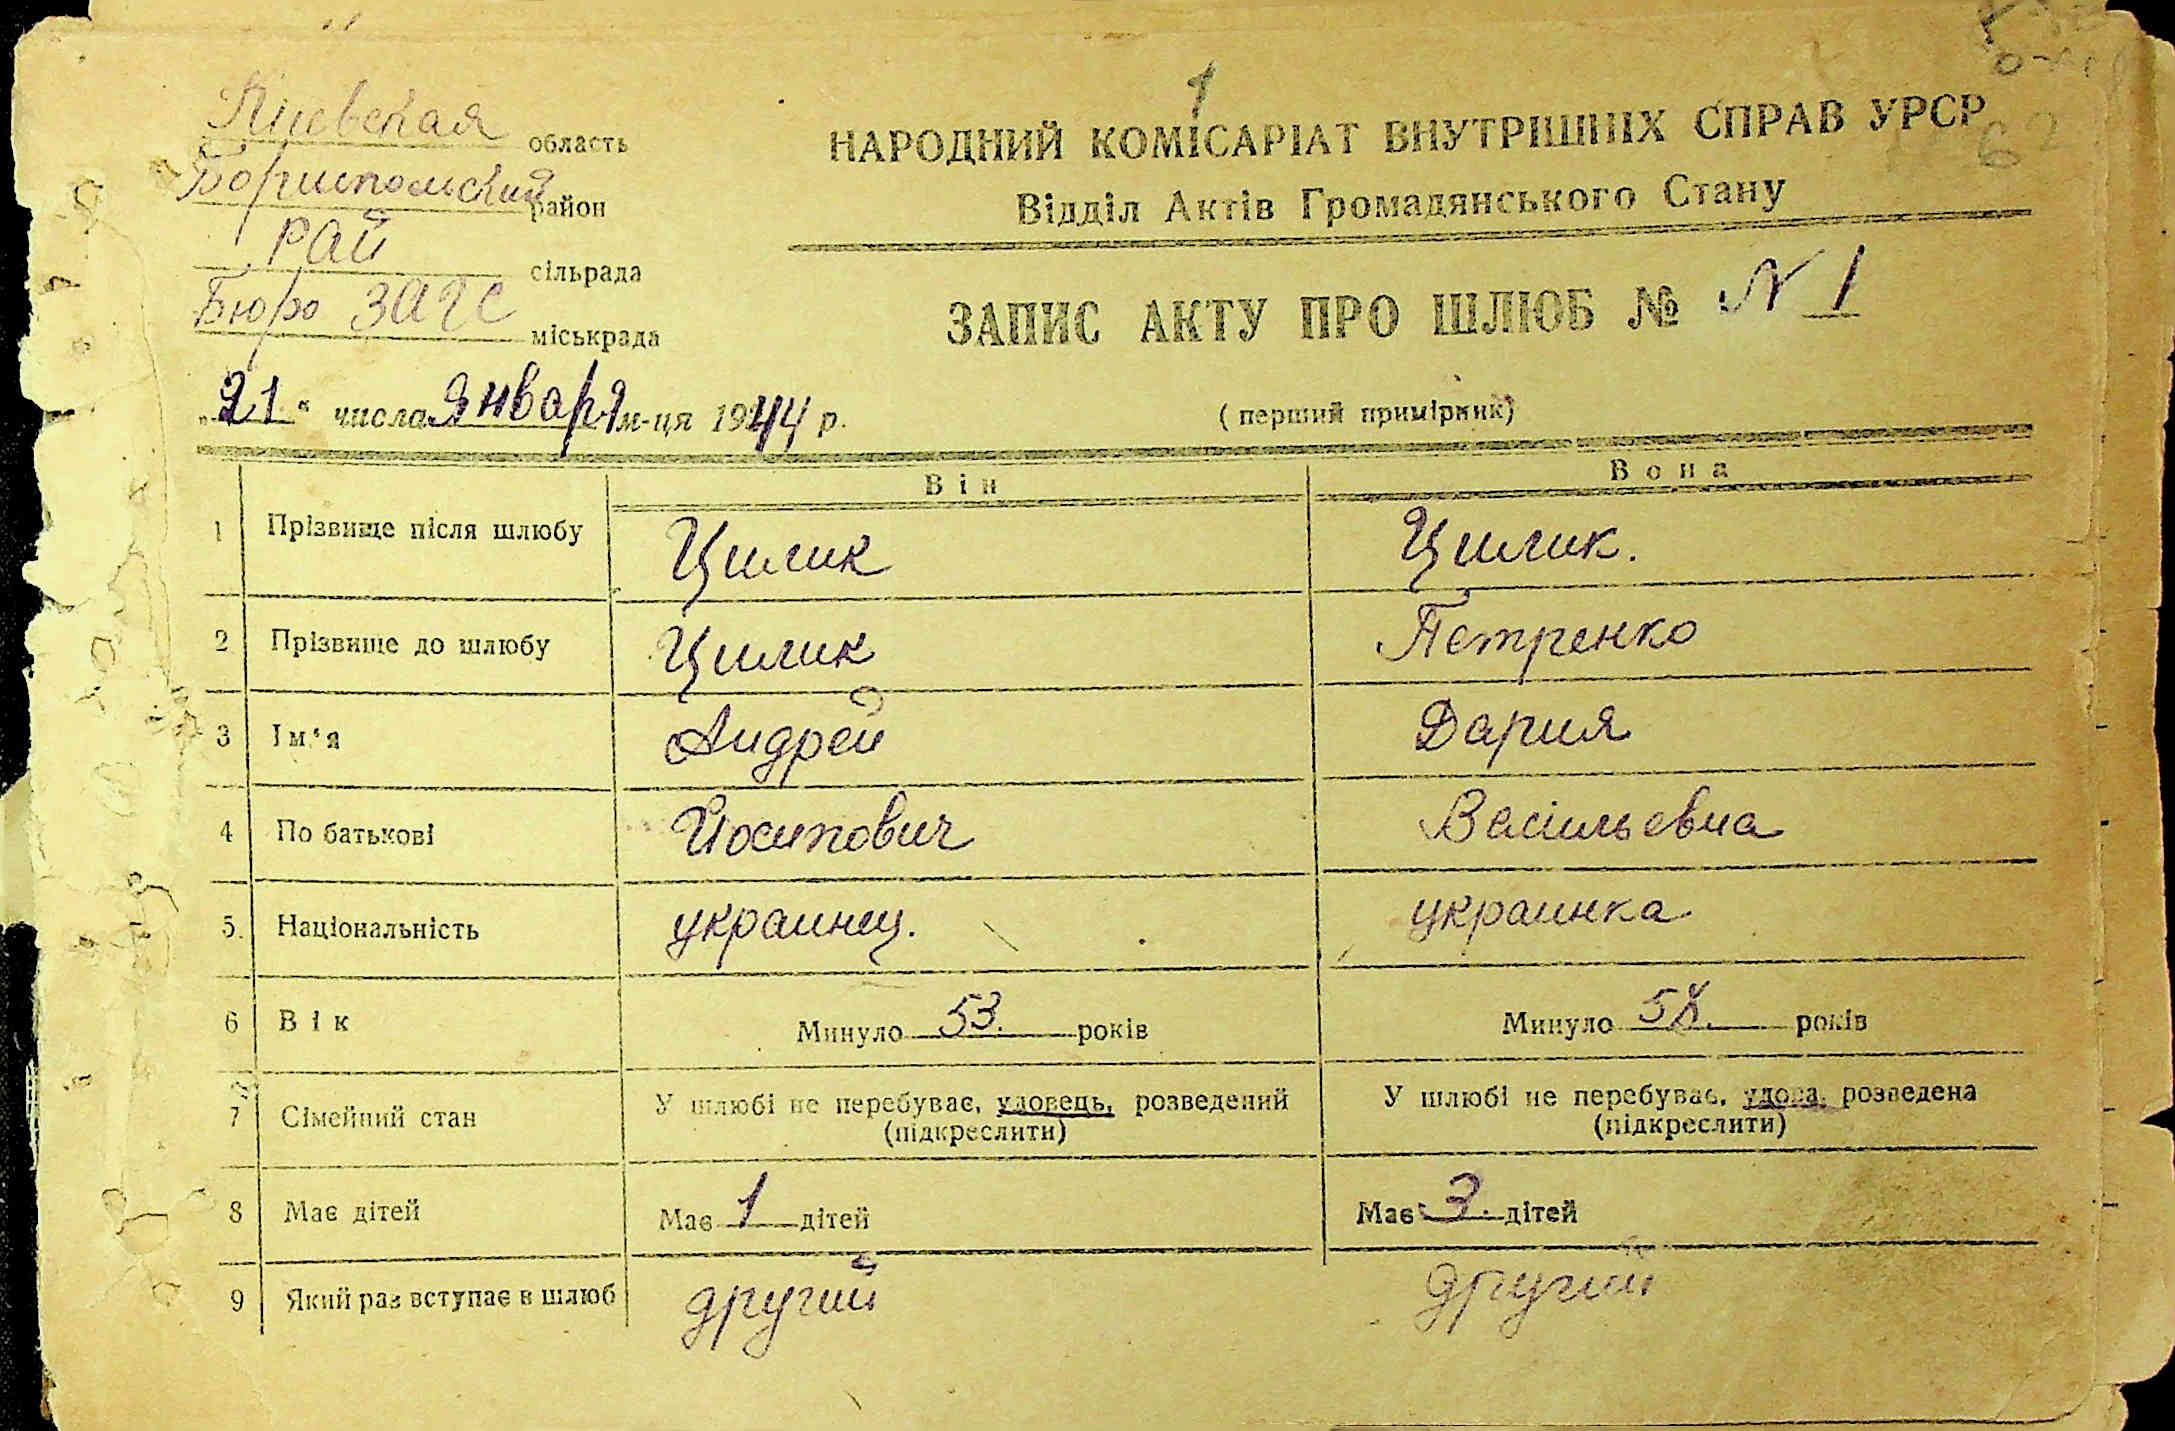 1
Киевская область
Бориспольский район
РАЙ сільрада
Бюро ЗАГС міськрада
НАРОДНИЙ КОМІСАРІАТ ВНУТРІШНІХ СПРАВ УРСР
62
Відділ Актів Громадянського Стану
ЗАПИС АКТУ ПРО ШЛЮБ № N 1
„21“ числа января м-ця 1944 р.
( перший примірник)
Він Вона
1 Прізвище після шлюбу Цилик Цилик.
2 Прізвище до шлюбу Цилик Петренко
3 Ім‘я Андрей Дария
4 По батькові Йосипович Васильевна
5. Національність украинец. украинка
6 Вік Минуло 53. років Минуло років
7 Сімейний стан У шлюбі не перебуває, удовець, розведений У шлюбі не перебуває, удова, розведена
(підкреслити) (підкреслити)
8 Має дітей Має 1 дітей Має 3. дітей
9 Який раз вступає в шлюб другий другий